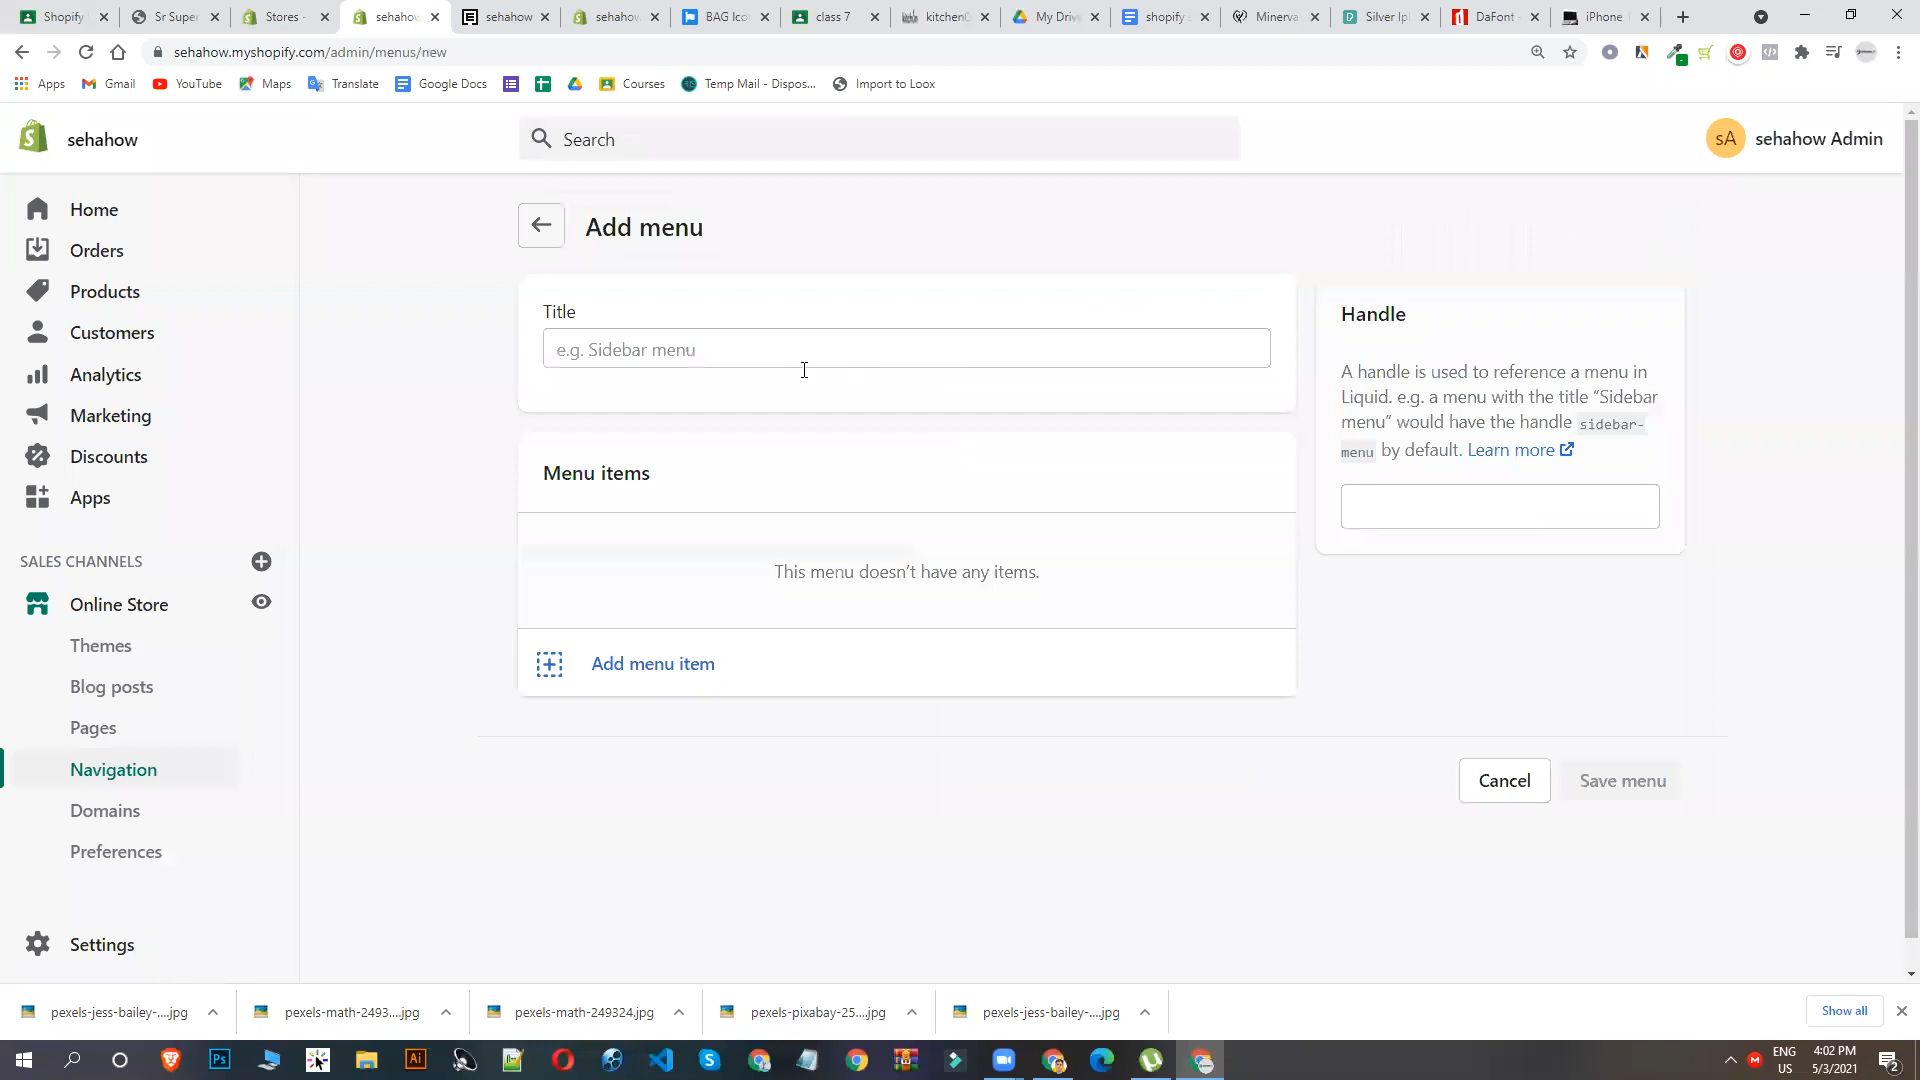 Shopify
Sr Super
Stores -
sehahow
sehahow
sehahow
BAG Ico
class 7
kitchen
My Driv
shopify
Minerva
Silver Ip
DaFont
iPhone
sehahow.myshopify.com/admin/menus/new
Apps
Gmail
YouTube
Maps
Translate
Google Docs
Courses
Temp Mail - Dispos...
Import to Loox
sehahow
Search
sA
sehahow Admin
Home
Orders
Products
Customers
Analytics
Marketing
Discounts
Apps
SALES CHANNELS
Online Store
Themes
Blog posts
Pages
Navigation
Domains
Preferences
Settings
Add menu
Title
e.g. Sidebar menu
Menu items
This menu doesn’t have any items.
Add menu item
Handle
A handle is used to reference a menu in
Liquid. e.g. a menu with the title “Sidebar
menu” would have the handle sidebar-
menu by default. Learn more
Cancel
Save menu
pexels-jess-bailey-....jpg
pexels-math-2493....jpg
pexels-math-249324.jpg
pexels-pixabay-25....jpg
pexels-jess-bailey-....jpg
Show all
Ps
Ai
ENG
US
4:02 PM
5/3/2021
2